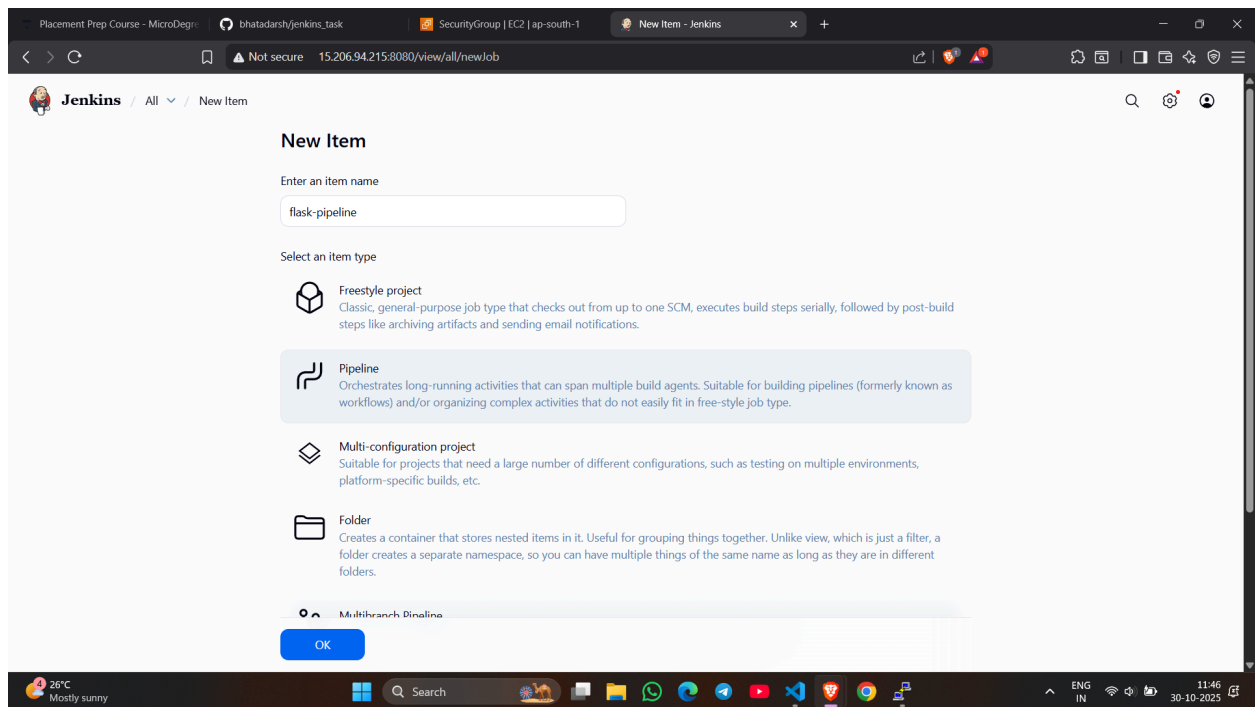 Placement Prep Course - MicroDegre
bhatadarsh/jenkins_task
SecurityGroup | EC2 | ap-south-1
New Item - Jenkins
Not secure 15.206.94.215:8080/view/all/newJob
1
Jenkins / All / New Item
New Item
Enter an item name
flask-pipeline
Select an item type
Freestyle project
Classic, general-purpose job type that checks out from up to one SCM, executes build steps serially, followed by post-build
steps like archiving artifacts and sending email notifications.
Pipeline
Orchestrates long-running activities that can span multiple build agents. Suitable for building pipelines (formerly known as
workflows) and/or organizing complex activities that do not easily fit in free-style job type.
Multi-configuration project
Suitable for projects that need a large number of different configurations, such as testing on multiple environments,
platform-specific builds, etc.
Folder
Creates a container that stores nested items in it. Useful for grouping things together. Unlike view, which is just a filter, a
folder creates a separate namespace, so you can have multiple things of the same name as long as they are in different
folders.
Multibranch Pipeline
OK
4
26°C
Mostly sunny
Search
ENG
IN
11:46
30-10-2025